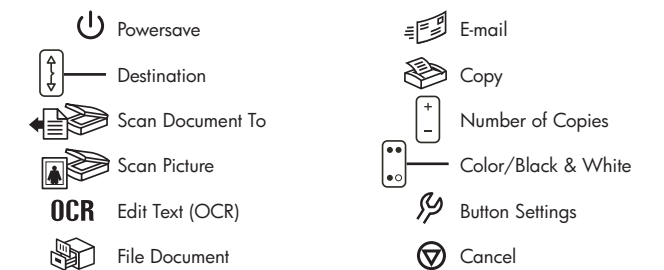 Powersave
Destination
Scan Document To
Scan Picture
OCR Edit Text (OCR)
File Document
E-mail
Copy
+
–
Number of Copies
Color/Black & White
Button Settings
Cancel